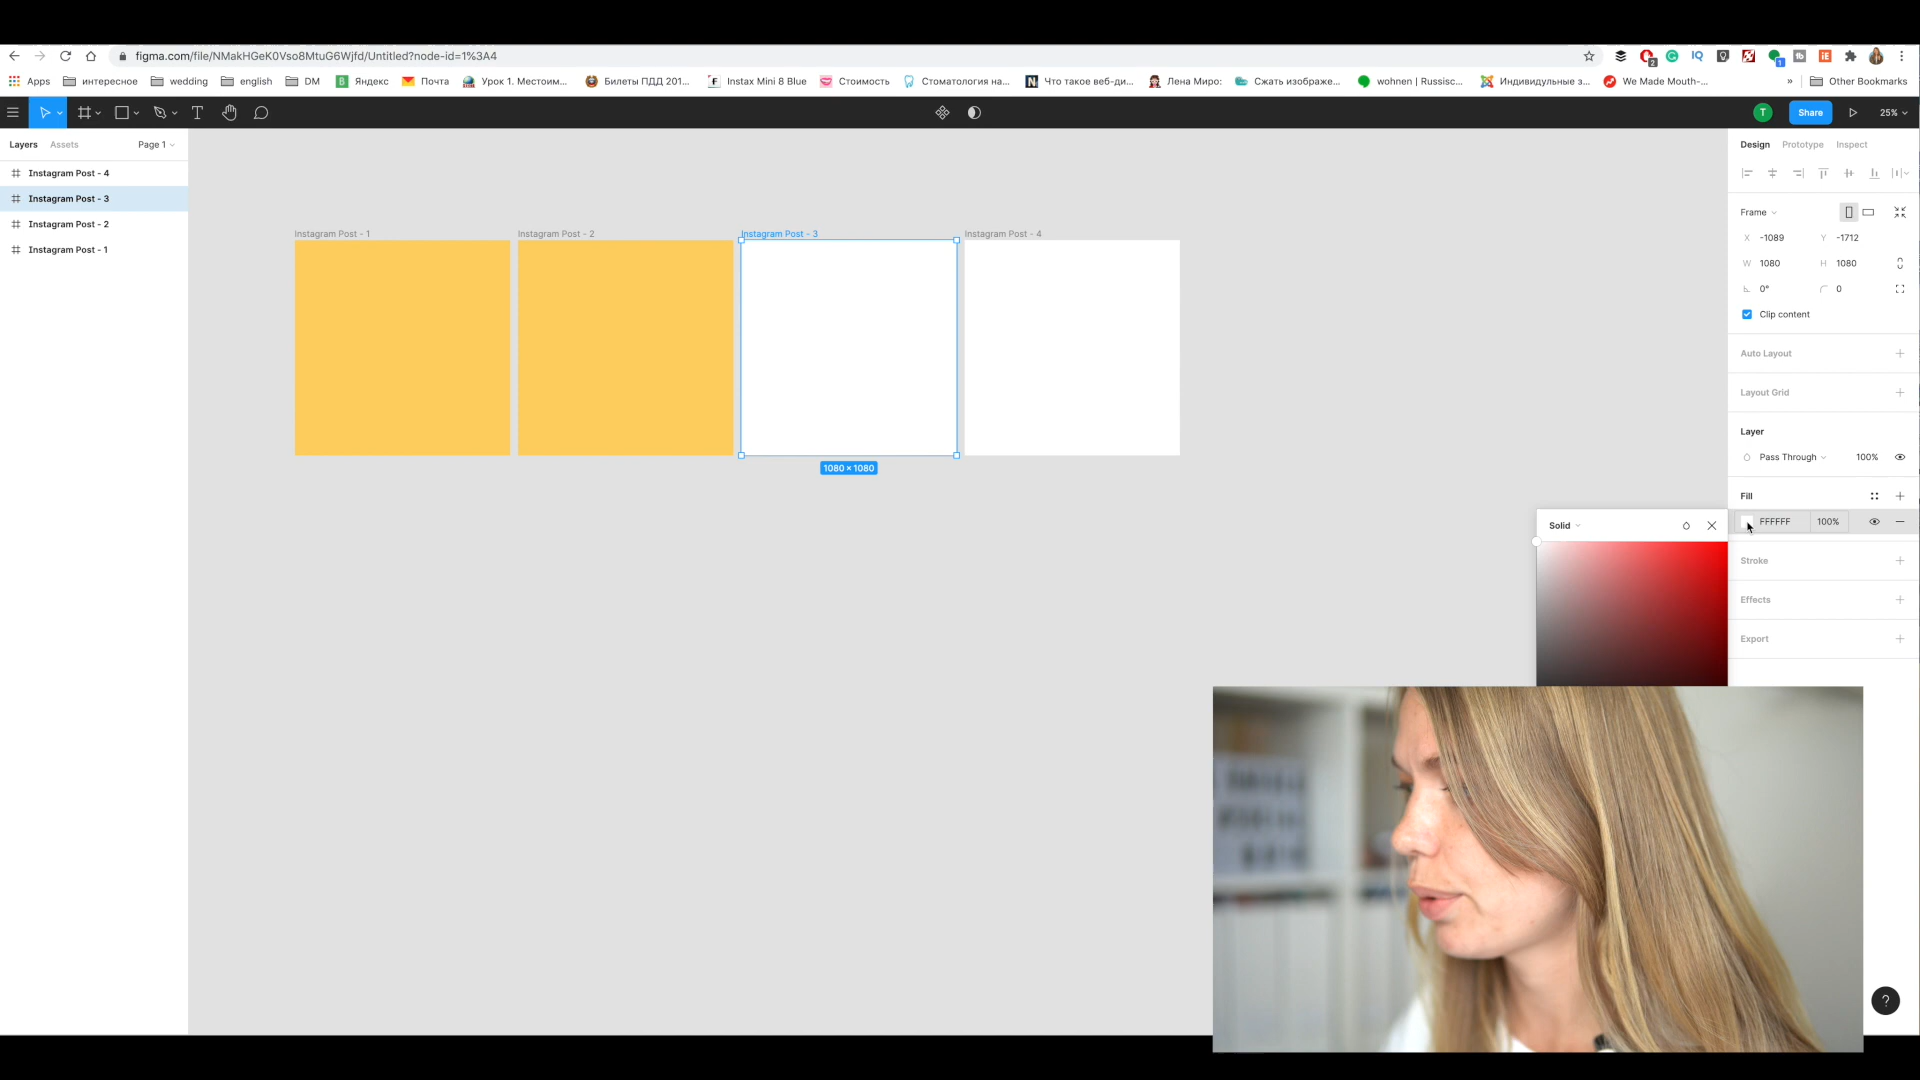 figma.com/file/NMakHGeK0Vso8MtuG6Wjfd/Untitled?node-id=1%3A4
Apps интересное wedding english DM Яндекс Почта Урок 1. Местоим... Билеты ПДД 201... Instax Mini 8 Blue Стоимость Стоматология на... Что такое веб-ди... Лена Миро: Сжать изображе... wohnen | Russisc... Индивидульные з... We Made Mouth-... » Other Bookmarks
T Share 25%
Layers Assets Page 1
Instagram Post - 4
Instagram Post - 3
Instagram Post - 2
Instagram Post - 1
Instagram Post - 1 Instagram Post - 2 Instagram Post - 3 Instagram Post - 4
1080 × 1080
Design Prototype Inspect
Frame
X -1089 Y -1712
W 1080 H 1080
0° 0
Clip content
Auto Layout
Layout Grid
Layer
Pass Through 100%
Fill
FFFFFF 100%
Solid
Stroke
Effects
Export
?